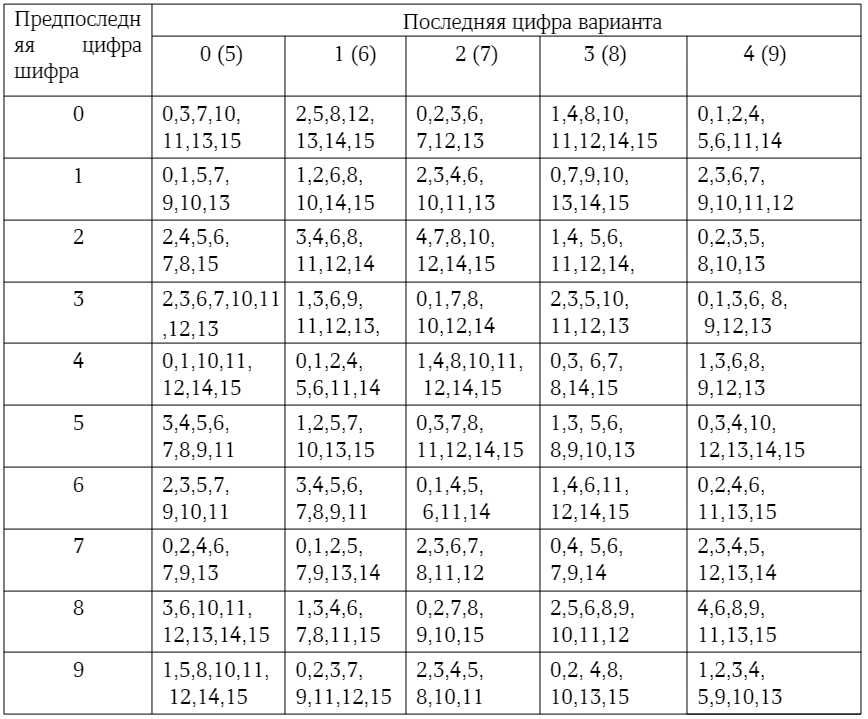 Предпоследн Последняя цифра варианта
яя цифра
шифра 0 (5) 1 (6) 2 (7) 3 (8) 4 (9)
0 0,3,7,10, 2,5,8,12, 0,2,3,6, 1,4,8,10, 0,1,2,4,
11,13,15 13,14,15 7,12,13 11,12,14,15 5,6,11,14
1 0,1,5,7, 1,2,6,8, 2,3,4,6, 0,7,9,10, 2,3,6,7,
9,10,13 10,14,15 10,11,13 13,14,15 9,10,11,12
2 2,4,5,6, 3,4,6,8, 4,7,8,10, 1,4, 5,6, 0,2,3,5,
7,8,15 11,12,14 12,14,15 11,12,14, 8,10,13
3 2,3,6,7,10,11 1,3,6,9, 0,1,7,8, 2,3,5,10, 0,1,3,6, 8,
,12,13 11,12,13, 10,12,14 11,12,13 9,12,13
4 0,1,10,11, 0,1,2,4, 1,4,8,10,11, 0,3, 6,7, 1,3,6,8,
12,14,15 5,6,11,14 12,14,15 8,14,15 9,12,13
5 3,4,5,6, 1,2,5,7, 0,3,7,8, 1,3, 5,6, 0,3,4,10,
7,8,9,11 10,13,15 11,12,14,15 8,9,10,13 12,13,14,15
6 2,3,5,7, 3,4,5,6, 0,1,4,5, 1,4,6,11, 0,2,4,6,
9,10,11 7,8,9,11 6,11,14 12,14,15 11,13,15
7 0,2,4,6, 0,1,2,5, 2,3,6,7, 0,4, 5,6, 2,3,4,5,
7,9,13 7,9,13,14 8,11,12 7,9,14 12,13,14
8 3,6,10,11, 1,3,4,6, 0,2,7,8, 2,5,6,8,9, 4,6,8,9,
12,13,14,15 7,8,11,15 9,10,15 10,11,12 11,13,15
9 1,5,8,10,11, 0,2,3,7, 2,3,4,5, 0,2, 4,8, 1,2,3,4,
12,14,15 9,11,12,15 8,10,11 10,13,15 5,9,10,13